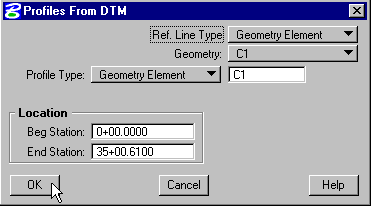 Profiles From DTM
Ref. Line Type Geometry Element
Geometry: C1
Profile Type: Geometry Element C1
Location
Beg Station: 0+00.0000
End Station: 35+00.6100
OK Cancel Help